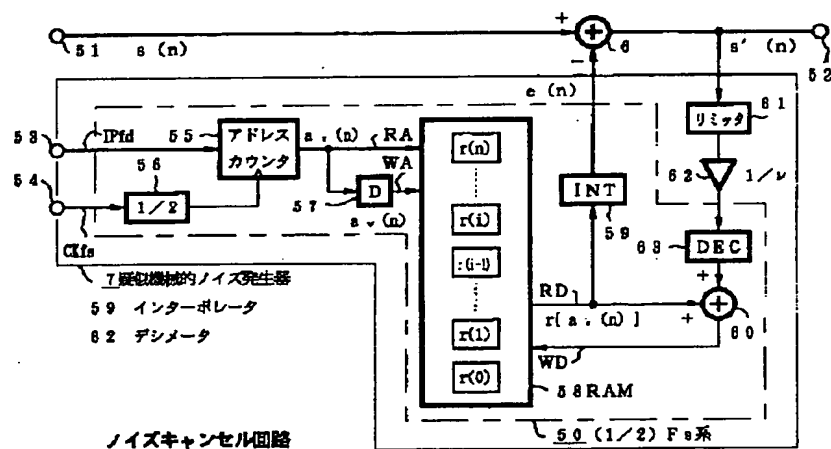 51 s (n) + 6 s' (n) 52
−
e (n)
53 IPfd 55 アドレスカウンタ a r (n) RA
54 CKfs 56 1/2
57 D WA
a w (n)
r(n)
r(i)
r(i-1)
r(1)
r(0)
INT 59
61 リミッタ
62 1/ν
63 DEC
+
+ 60
RD
r[a r (n)]
WD
58RAM
7疑似機械的ノイズ発生器
59 インターポレータ
62 デシメータ
50 (1/2) Fs系
ノイズキャンセル回路